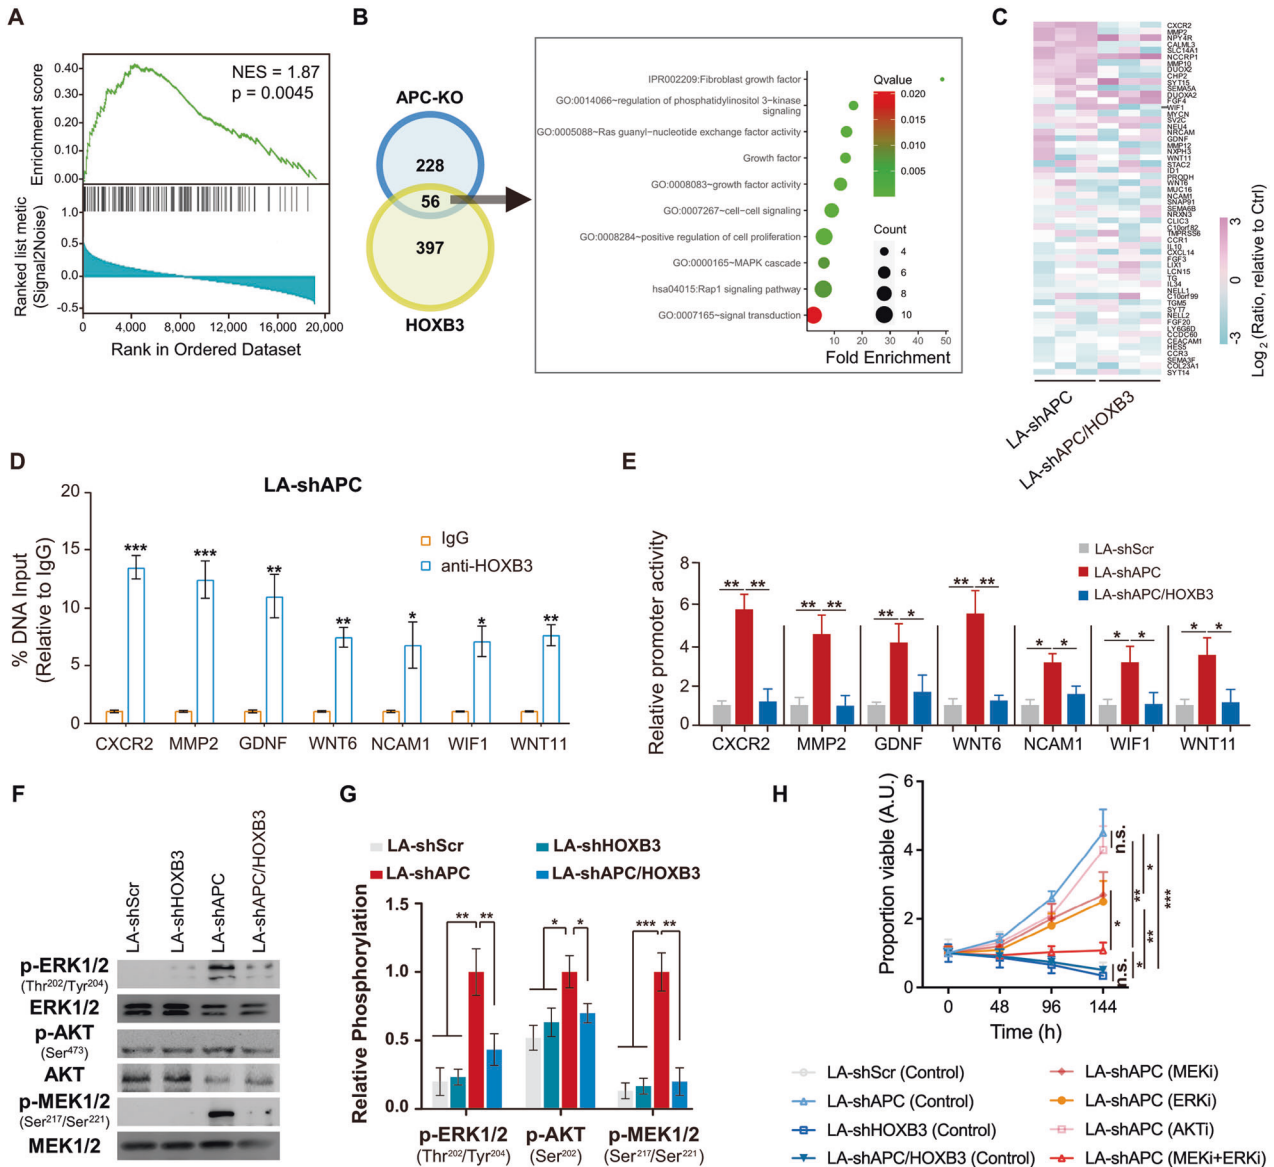 A
NES = 1.87
p = 0.0045
Enrichment score
0.40
0.30
0.20
0.10
0.00
Ranked list metic
(Signal2Noise)
1.0
0.5
0.0
-0.5
0
4,000
8,000
12,000
16,000
20,000
Rank in Ordered Dataset
B
APC-KO
228
56
397
HOXB3
IPR002209:Fibroblast growth factor
GO:0014066~regulation of phosphatidylinositol 3−kinase
signaling
GO:0005088~Ras guanyl−nucleotide exchange factor activity
Growth factor
GO:0008083~growth factor activity
GO:0007267~cell−cell signaling
GO:0008284~positive regulation of cell proliferation
GO:0000165~MAPK cascade
hsa04015:Rap1 signaling pathway
GO:0007165~signal transduction
0
10
20
30
40
50
Fold Enrichment
Qvalue
0.020
0.015
0.010
0.005
Count
4
6
8
10
C
CXCR2
MMP2
NPY4R
CALML3
SLC14A1
NCCRP1
MMP10
DUOX2
CHP2
SYT15
SEMA5A
DUOXA2
FGF4
WIF1
MYCN
SV2C
NEU4
NRCAM
GDNF
MMP12
NXPH3
WNT11
STAC2
ID1
PRODH
WNT6
MUC16
NCAM1
SNAP91
SEMA6B
NRXN3
CLIC3
C10orf82
TMPRSS6
CCR1
IL10
CXCL14
FGF3
LIX1
LCN15
TG
IL34
NELL1
C10orf99
TGM5
SYT7
NELL2
FGF20
LY6G6D
CCDC60
CEACAM1
HES5
CCR3
SEMA3F
COL23A1
SYT14
LA-shAPC
LA-shAPC/HOXB3
3
-3
Log2 (Ratio, relative to Ctrl)
D
LA-shAPC
% DNA Input
(Relative to IgG)
20
15
10
5
0
IgG
anti-HOXB3
***
***
**
**
*
*
**
CXCR2
MMP2
GDNF
WNT6
NCAM1
WIF1
WNT11
E
Relative promoter activity
8
6
4
2
0
LA-shScr
LA-shAPC
LA-shAPC/HOXB3
** **
** **
** *
** **
* *
* *
* *
CXCR2
MMP2
GDNF
WNT6
NCAM1
WIF1
WNT11
F
LA-shScr
LA-shHOXB3
LA-shAPC
LA-shAPC/HOXB3
p-ERK1/2
(Thr202/Tyr204)
ERK1/2
p-AKT
(Ser473)
AKT
p-MEK1/2
(Ser217/Ser221)
MEK1/2
G
LA-shScr
LA-shHOXB3
LA-shAPC
LA-shAPC/HOXB3
Relative Phosphorylation
1.5
1.0
0.5
0.0
** **
* *
*** **
p-ERK1/2
(Thr202/Tyr204)
p-AKT
(Ser202)
p-MEK1/2
(Ser217/Ser221)
H
Proportion viable (A.U.)
6
4
2
0
0
48
96
144
Time (h)
n.s.
*
**
***
*
**
*
n.s.
LA-shScr (Control)
LA-shAPC (Control)
LA-shHOXB3 (Control)
LA-shAPC/HOXB3 (Control)
LA-shAPC (MEKi)
LA-shAPC (ERKi)
LA-shAPC (AKTi)
LA-shAPC (MEKi+ERKi)